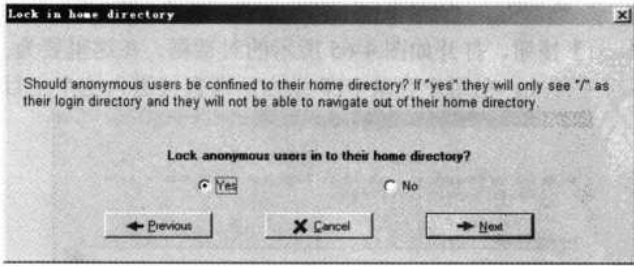 Lock in home directory
Should anonymous users be confined to their home directory? If "yes" they will only see "/" as
their login directory and they will not be able to navigate out of their home directory.
Lock anonymous users in to their home directory?
Yes No
Previous Cancel Next